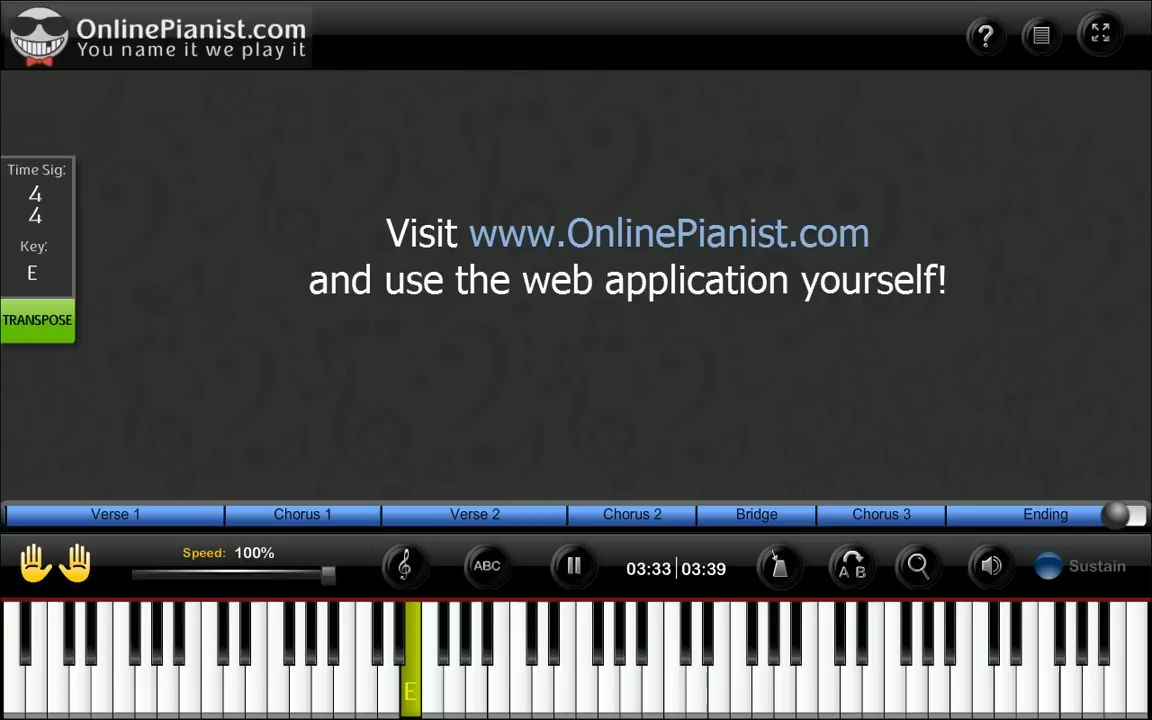 OnlinePianist.com
You name it we play it
?
Time Sig:
4
4
Key:
E
TRANSPOSE
Visit www.OnlinePianist.com
and use the web application yourself!
Verse 1 Chorus 1 Verse 2 Chorus 2 Bridge Chorus 3 Ending
Speed: 100%
ABC
03:33|03:39
A B
Sustain
E